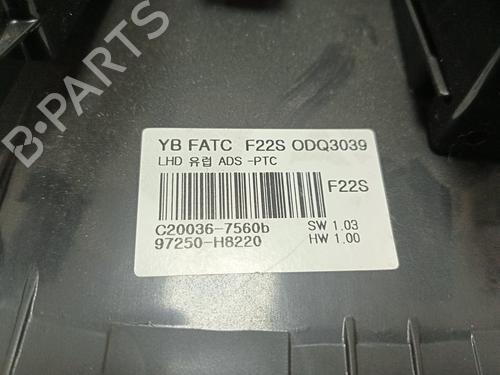 B-PARTS
YB FATC F22S ODQ3039
LHD 유럽 ADS -PTC
F22S
C20036-7560b SW 1.03
97250-H8220 HW 1.00